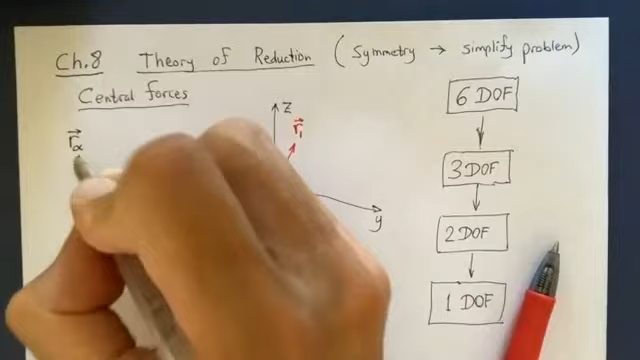 Ch.8 Theory of Reduction (Symmetry → simplify problem)
Central forces
6 DOF
z
r⃗₁
r⃗α
3 DOF
y
2 DOF
1 DOF